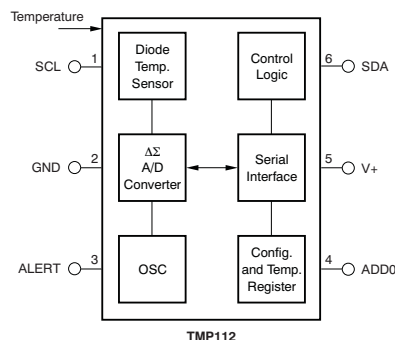 Temperature
SCL
1
Diode
Temp.
Sensor
Control
Logic
6
SDA
GND
2
ΔΣ
A/D
Converter
Serial
Interface
5
V+
ALERT
3
OSC
Config.
and Temp.
Register
4
ADD0
TMP112